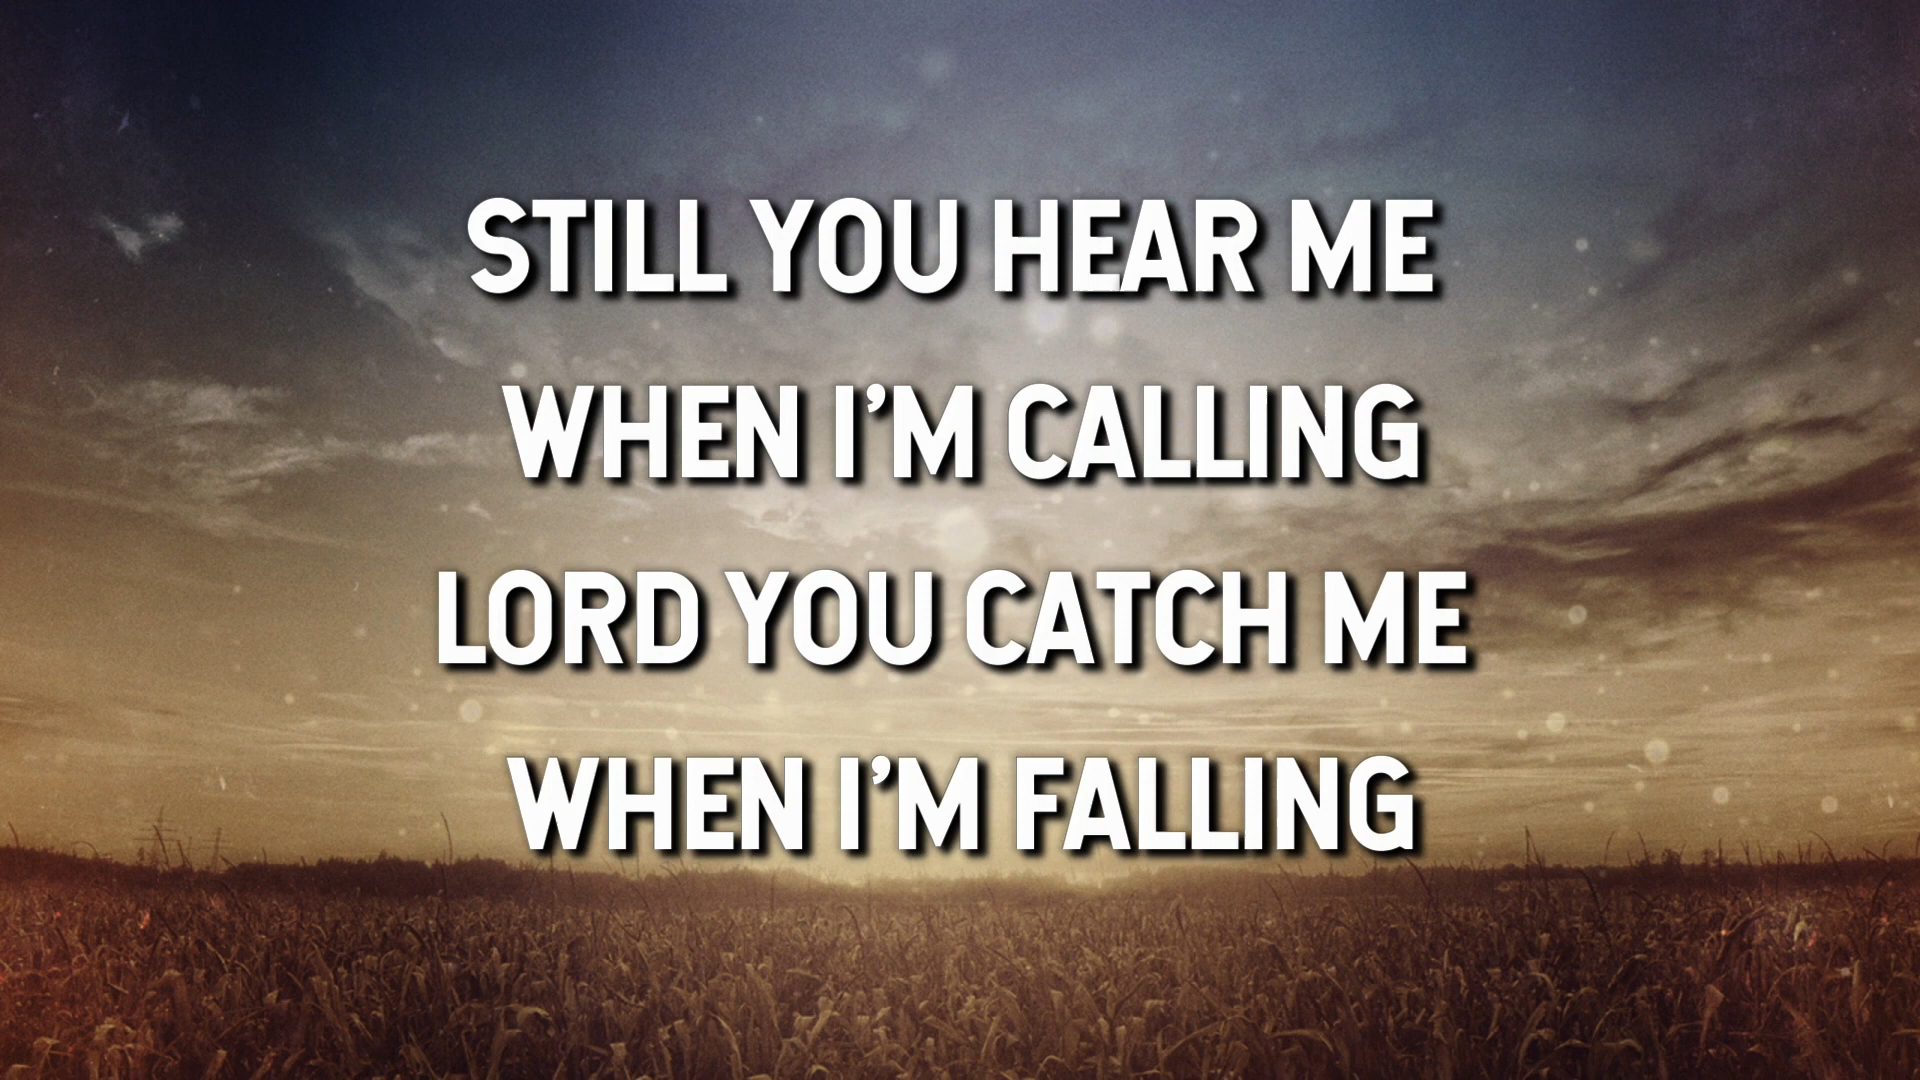 STILL YOU HEAR ME
WHEN I'M CALLING
LORD YOU CATCH ME
WHEN I'M FALLING